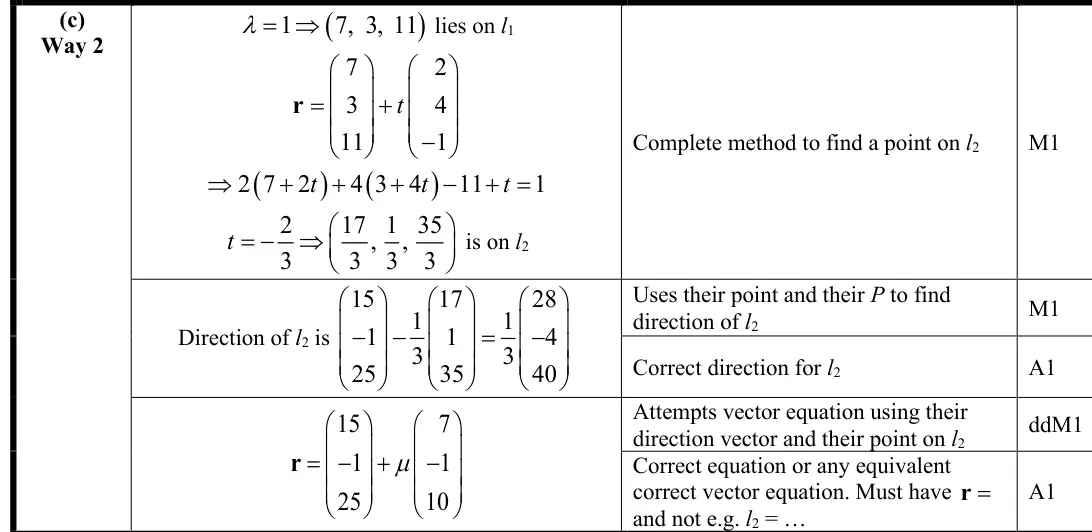 (c)
Way 2
λ = 1 ⇒ (7, 3, 11) lies on l₁
r = (7 3 11) + t (2 4 −1)
⇒ 2(7 + 2t) + 4(3 + 4t) − 11 + t = 1
t = −2/3 ⇒ (17/3, 1/3, 35/3) is on l₂
Complete method to find a point on l₂
M1
Direction of l₂ is (15 −1 25) − 1/3 (17 1 35) = 1/3 (28 −4 40)
Uses their point and their P to find
direction of l₂
M1
Correct direction for l₂
A1
r = (15 −1 25) + μ (7 −1 10)
Attempts vector equation using their
direction vector and their point on l₂
ddM1
Correct equation or any equivalent
correct vector equation. Must have r =
and not e.g. l₂ = …
A1